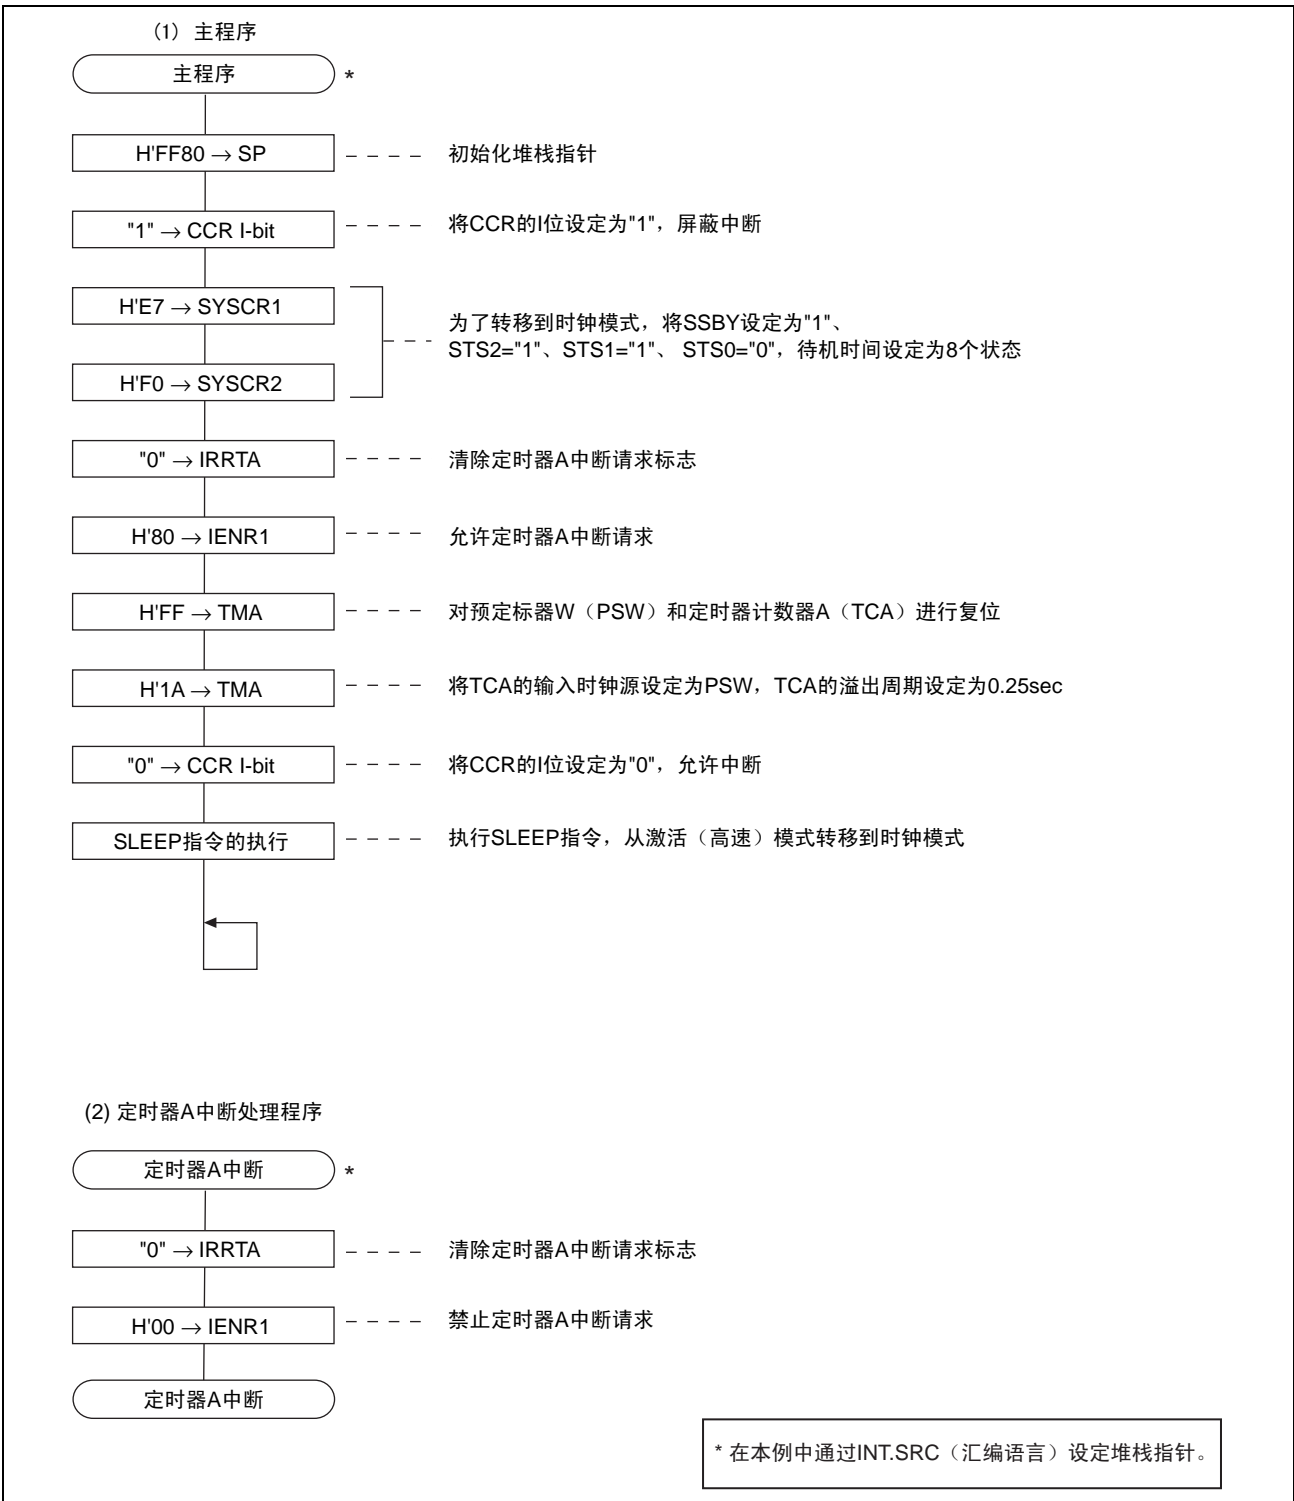 (1) 主程序
主程序 *
H'FF80 → SP
初始化堆栈指针
"1" → CCR I-bit
将CCR的I位设定为"1"，屏蔽中断
H'E7 → SYSCR1
为了转移到时钟模式，将SSBY设定为"1"、
STS2="1"、STS1="1"、 STS0="0"，待机时间设定为8个状态
H'F0 → SYSCR2
"0" → IRRTA
清除定时器A中断请求标志
H'80 → IENR1
允许定时器A中断请求
H'FF → TMA
对预定标器W（PSW）和定时器计数器A（TCA）进行复位
H'1A → TMA
将TCA的输入时钟源设定为PSW，TCA的溢出周期设定为0.25sec
"0" → CCR I-bit
将CCR的I位设定为"0"，允许中断
SLEEP指令的执行
执行SLEEP指令，从激活（高速）模式转移到时钟模式
(2) 定时器A中断处理程序
定时器A中断 *
"0" → IRRTA
清除定时器A中断请求标志
H'00 → IENR1
禁止定时器A中断请求
定时器A中断
* 在本例中通过INT.SRC（汇编语言）设定堆栈指针。